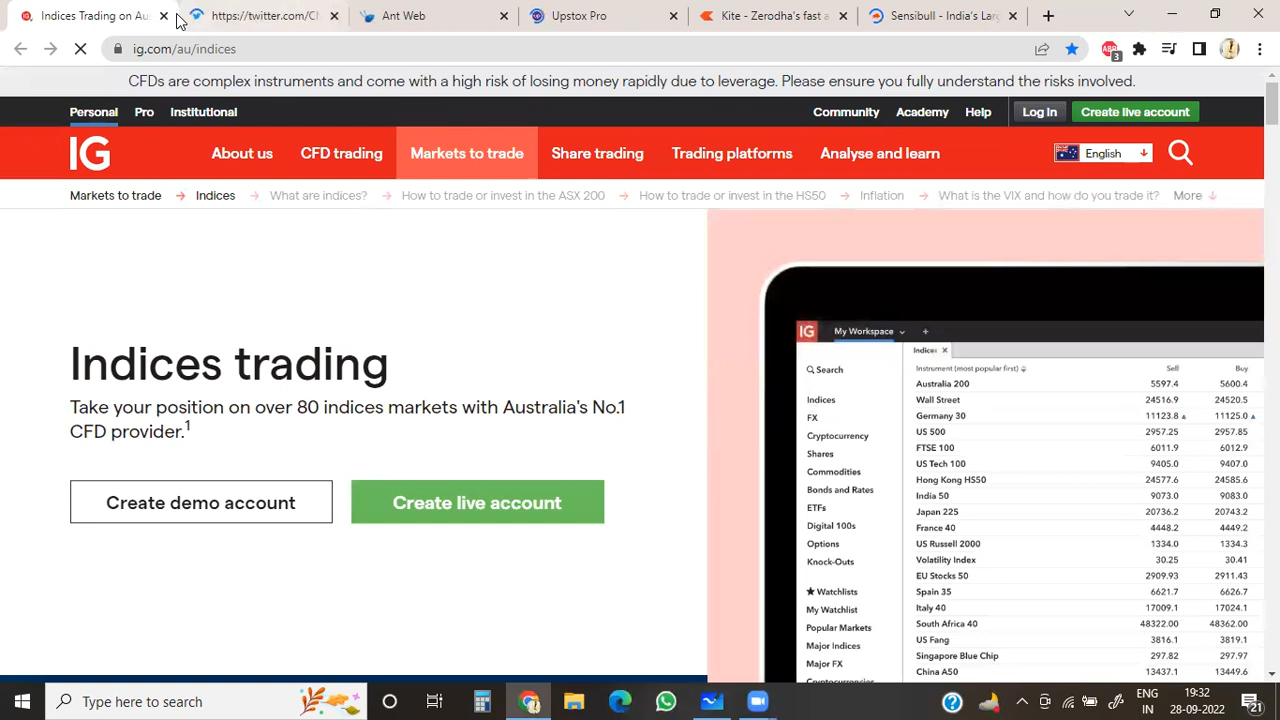 Indices Trading on Au
https://twitter.com/Cl
Ant Web
Upstox Pro
Kite - Zerodha's fast a
Sensibull - India's Larg
ig.com/au/indices
3
CFDs are complex instruments and come with a high risk of losing money rapidly due to leverage. Please ensure you fully understand the risks involved.
Personal Pro Institutional Community Academy Help Log In Create live account
IG About us CFD trading Markets to trade Share trading Trading platforms Analyse and learn English
Markets to trade Indices What are indices? How to trade or invest in the ASX 200 How to trade or invest in the HS50 Inflation What is the VIX and how do you trade it? More
Indices trading
Take your position on over 80 indices markets with Australia's No.1
CFD provider.1
Create demo account Create live account
IG My Workspace
Search
Indices
FX
Cryptocurrency
Shares
Commodities
Bonds and Rates
ETFs
Digital 100s
Options
Knock-Outs
Watchlists
My Watchlist
Popular Markets
Major Indices
Major FX
Cryptocurrencies
Indices
Instrument (most popular first) Sell Buy
Australia 200 5597.4 5600.4
Wall Street 24516.9 24520.5
Germany 30 11123.8 11125.0
US 500 2957.25 2957.85
FTSE 100 6011.9 6012.9
US Tech 100 9405.0 9407.0
Hong Kong HS50 24577.6 24585.6
India 50 9073.0 9083.0
Japan 225 20736.2 20743.2
France 40 4448.2 4449.2
US Russell 2000 1334.0 1334.3
Volatility Index 30.25 30.41
EU Stocks 50 2909.93 2911.43
Spain 35 6621.7 6626.7
Italy 40 17009.1 17024.1
South Africa 40 48322.00 48362.00
US Fang 3816.1 3819.1
Singapore Blue Chip 297.82 297.97
China A50 13437.1 13449.6
Type here to search
ENG
IN
19:32
28-09-2022
21